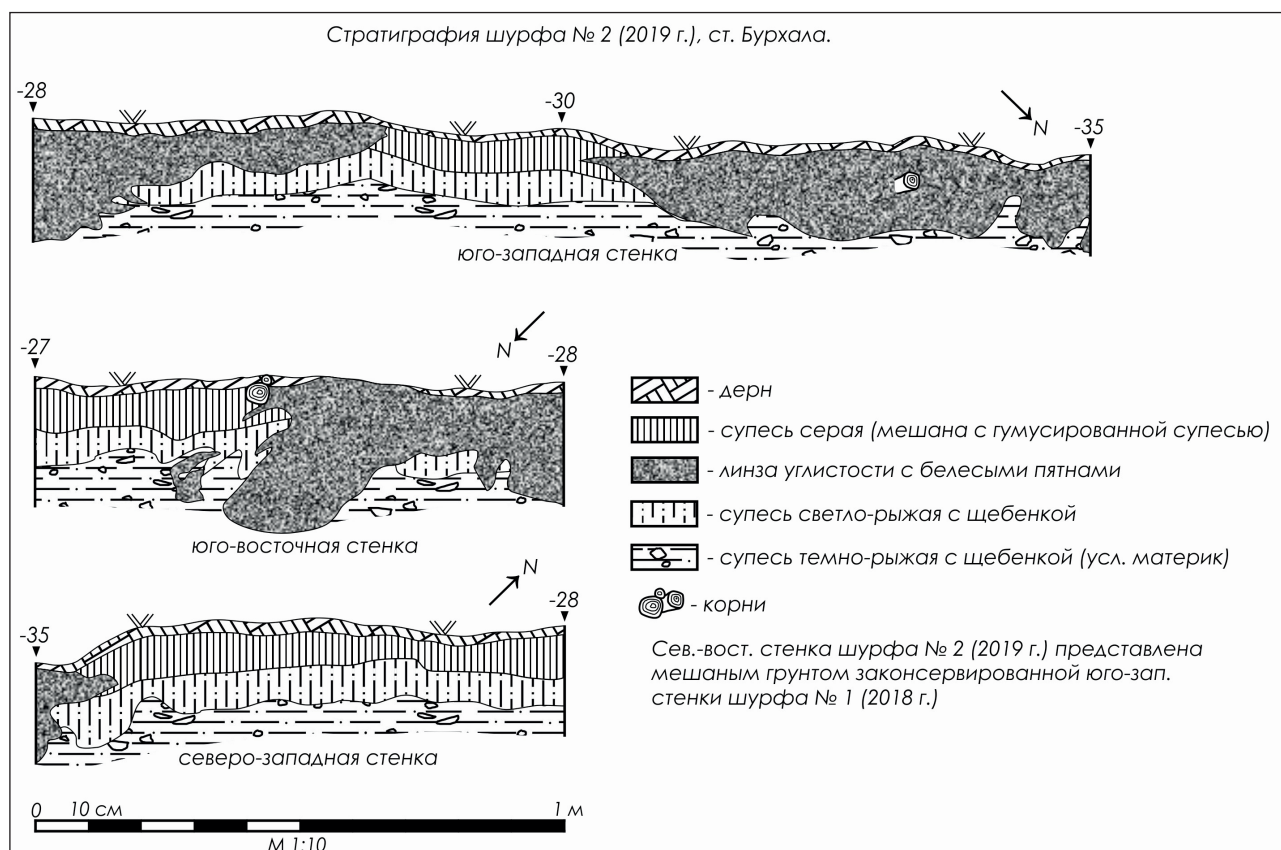 Стратиграфия шурфа № 2 (2019 г.), ст. Бурхала.
-28
-30
N
-35
юго-западная стенка
-27
N
-28
юго-восточная стенка
- дерн
- супесь серая (мешана с гумусированной супесью)
- линза углистости с белесыми пятнами
- супесь светло-рыжая с щебенкой
- супесь темно-рыжая с щебенкой (усл. материк)
- корни
Сев.-вост. стенка шурфа № 2 (2019 г.) представлена
мешаным грунтом законсервированной юго-зап.
стенки шурфа № 1 (2018 г.)
-35
N
-28
северо-западная стенка
0 10 см 1 м
М 1:10